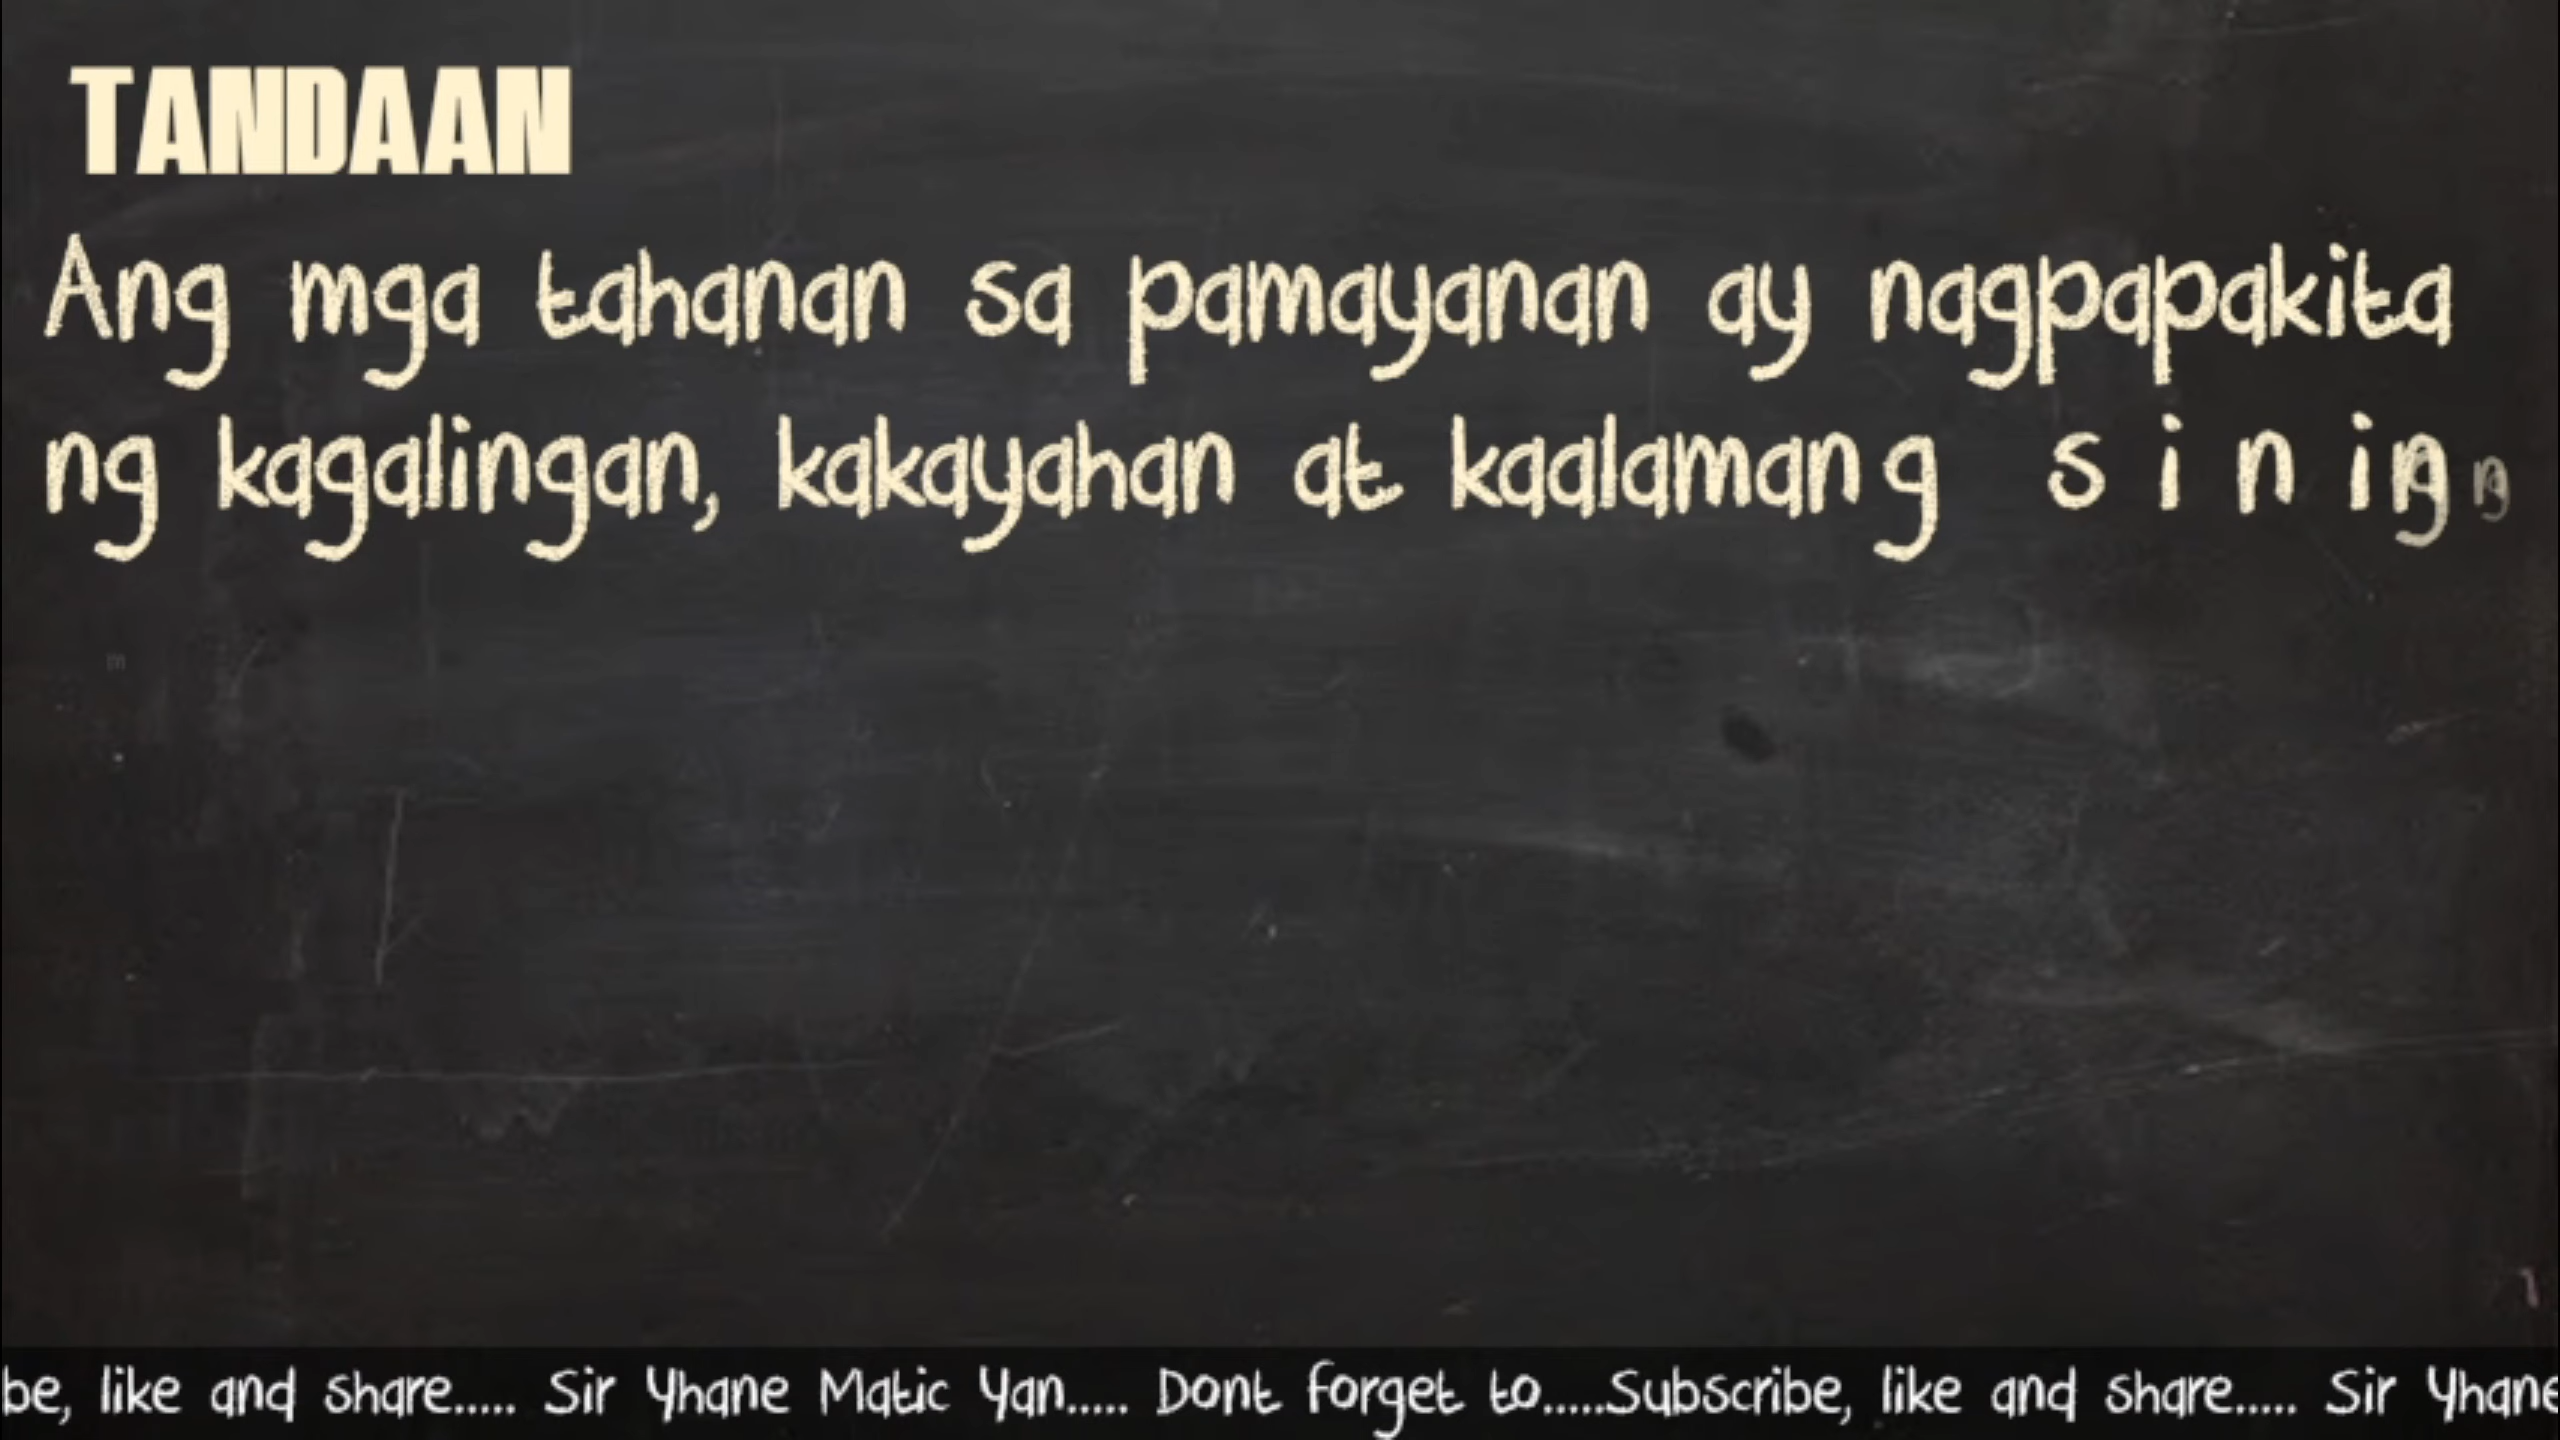 TANDAAN
Ang mga tahanan sa pamayanan ay nagpapakita
ng kagalingan, kakayahan at kaalamang
be, like and share..... Sir Yhane Matic Yan..... Dont forget to.....Subscribe, like and share..... Sir Yhane